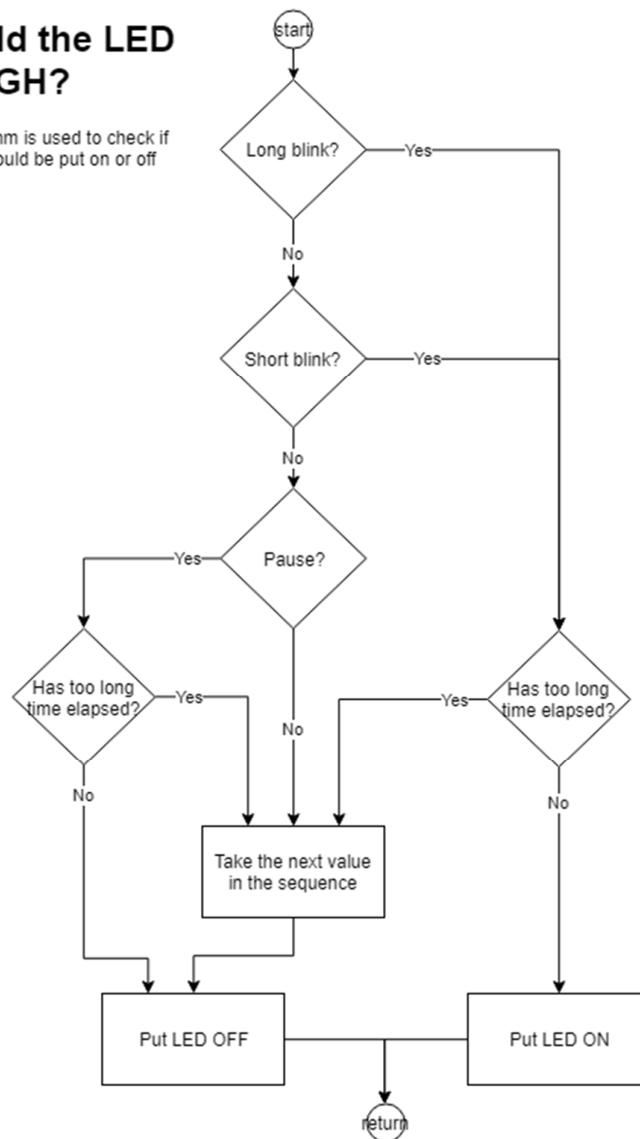 start
ld the LED
GH?
nm is used to check if
ould be put on or off
Long blink?
Yes
No
Short blink?
Yes
No
Pause?
Yes
Has too long
time elapsed?
Yes
No
No
Yes
Has too long
time elapsed?
No
Take the next value
in the sequence
Put LED OFF
Put LED ON
return